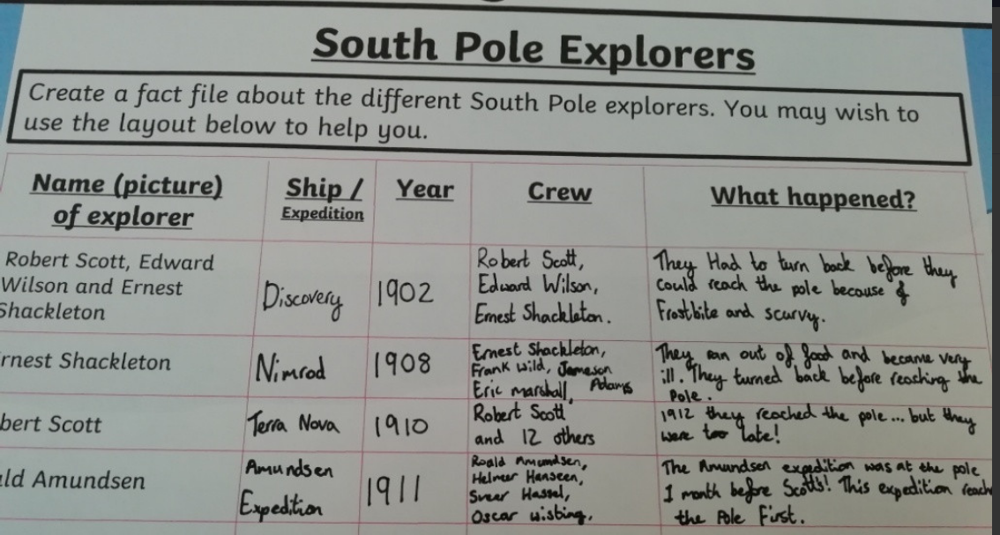 South Pole Explorers
Create a fact file about the different South Pole explorers. You may wish to
use the layout below to help you.
Name (picture)
of explorer
Ship /
Expedition
Year
Crew
What happened?
Robert Scott, Edward
Wilson and Ernest
Shackleton
Discovery
1902
Robert Scott,
Edward Wilson,
Ernest Shackleton.
They Had to turn back before they
could reach the pole because of
Frostbite and scurvy.
rnest Shackleton
Nimrod
1908
Ernest Shackleton,
Frank Wild, Jameson
Eric marshall, Adams
They ran out of food and became very
ill. They turned back before reaching the
Pole.
bert Scott
Terra Nova
1910
Robert Scott
and 12 others
1912 they reached the pole... but they
were too late!
ld Amundsen
Amundsen
Expedition
1911
Roald Amundsen,
Helmer Hanseen,
Svear Hassel,
Oscar wisting,
The Amundsen expedition was at the pole
1 month before Scotts! This expedition reach
the Pole First.